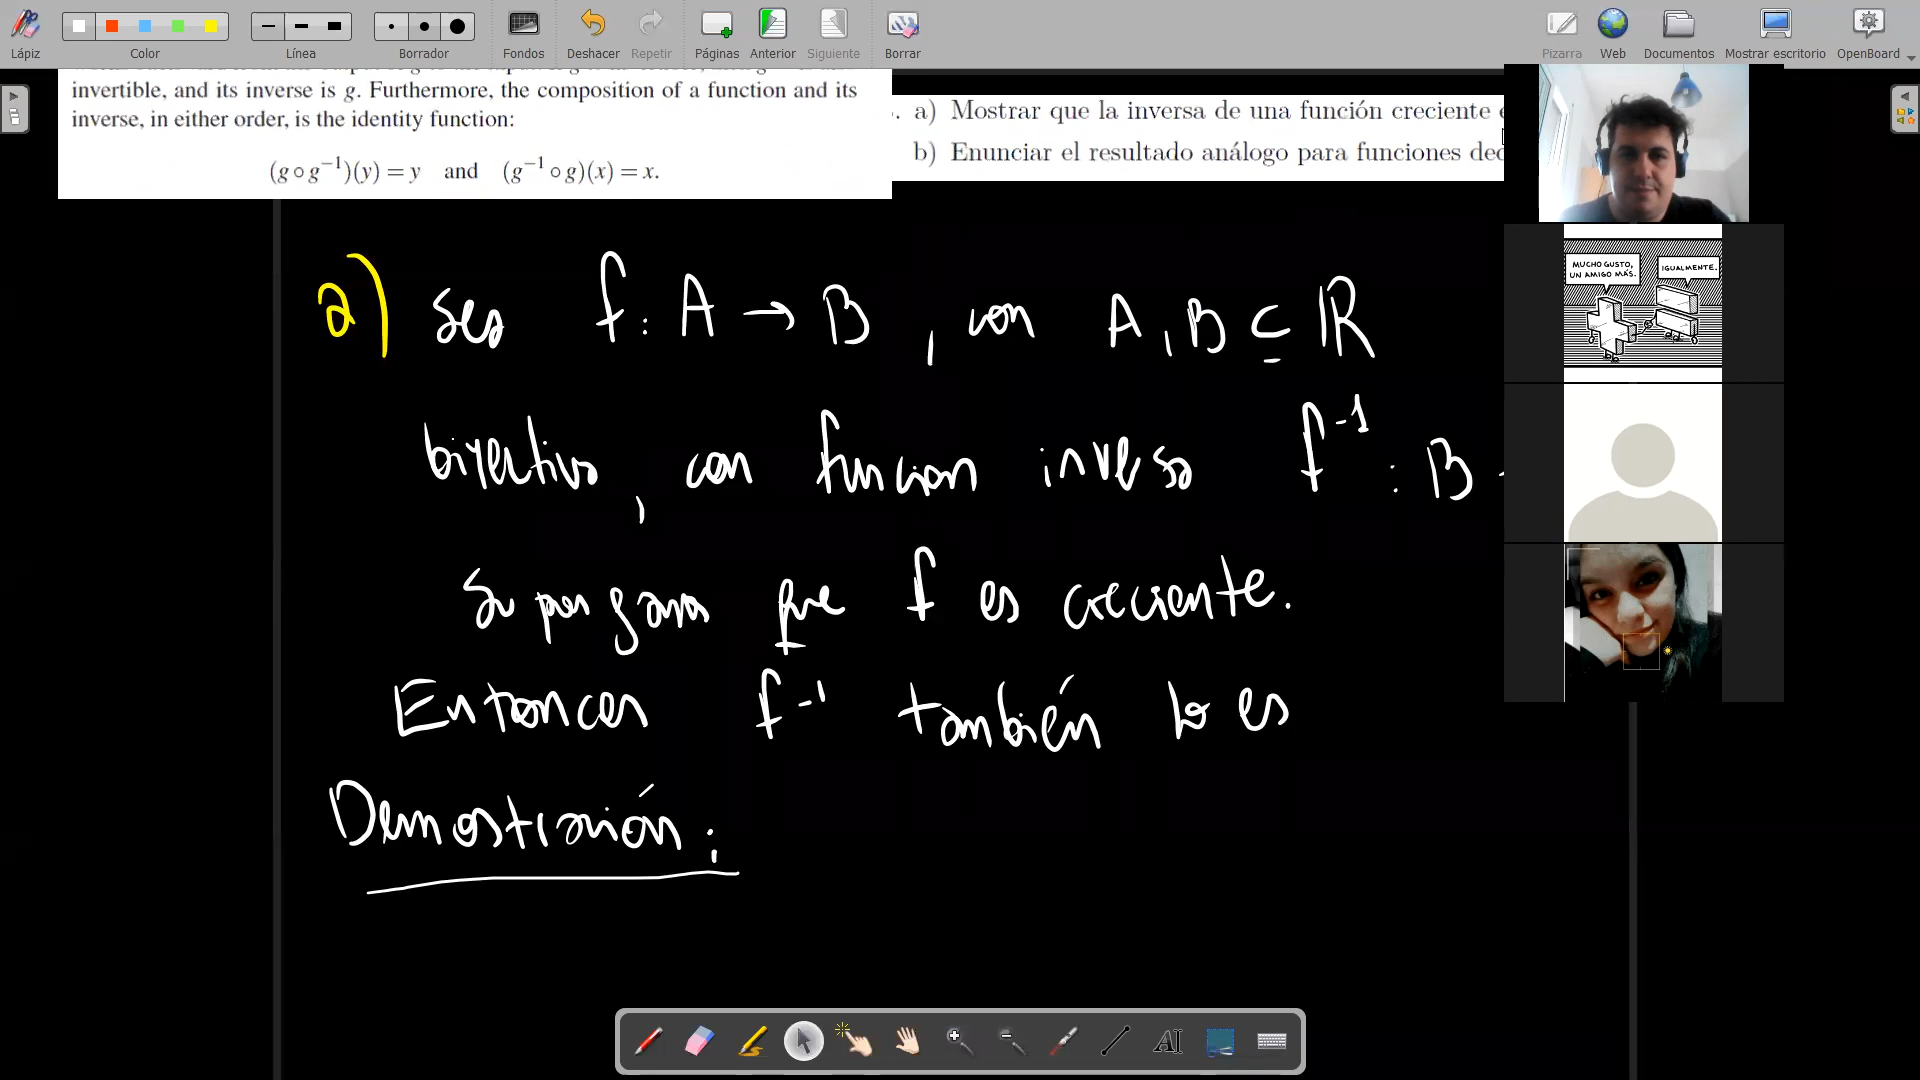 Lápiz
Color
Línea
Borrador
Fondos
Deshacer
Repetir
Páginas
Anterior
Siguiente
Borrar
Pizarra
Web
Documentos
Mostrar escritorio
OpenBoard
invertible, and its inverse is g. Furthermore, the composition of a function and its
inverse, in either order, is the identity function:
(g ∘ g⁻¹)(y) = y and (g⁻¹ ∘ g)(x) = x.
a) Mostrar que la inversa de una función creciente
b) Enunciar el resultado análogo para funciones dec
MUCHO GUSTO,
UN AMIGO MÁS.
IGUALMENTE.
a) Sea f : A → B , con A , B ⊆ ℝ
biyectiva , con funcion inversa f⁻¹ : B
Supongamos que f es creciente.
Entonces f⁻¹ también lo es
Demostración :